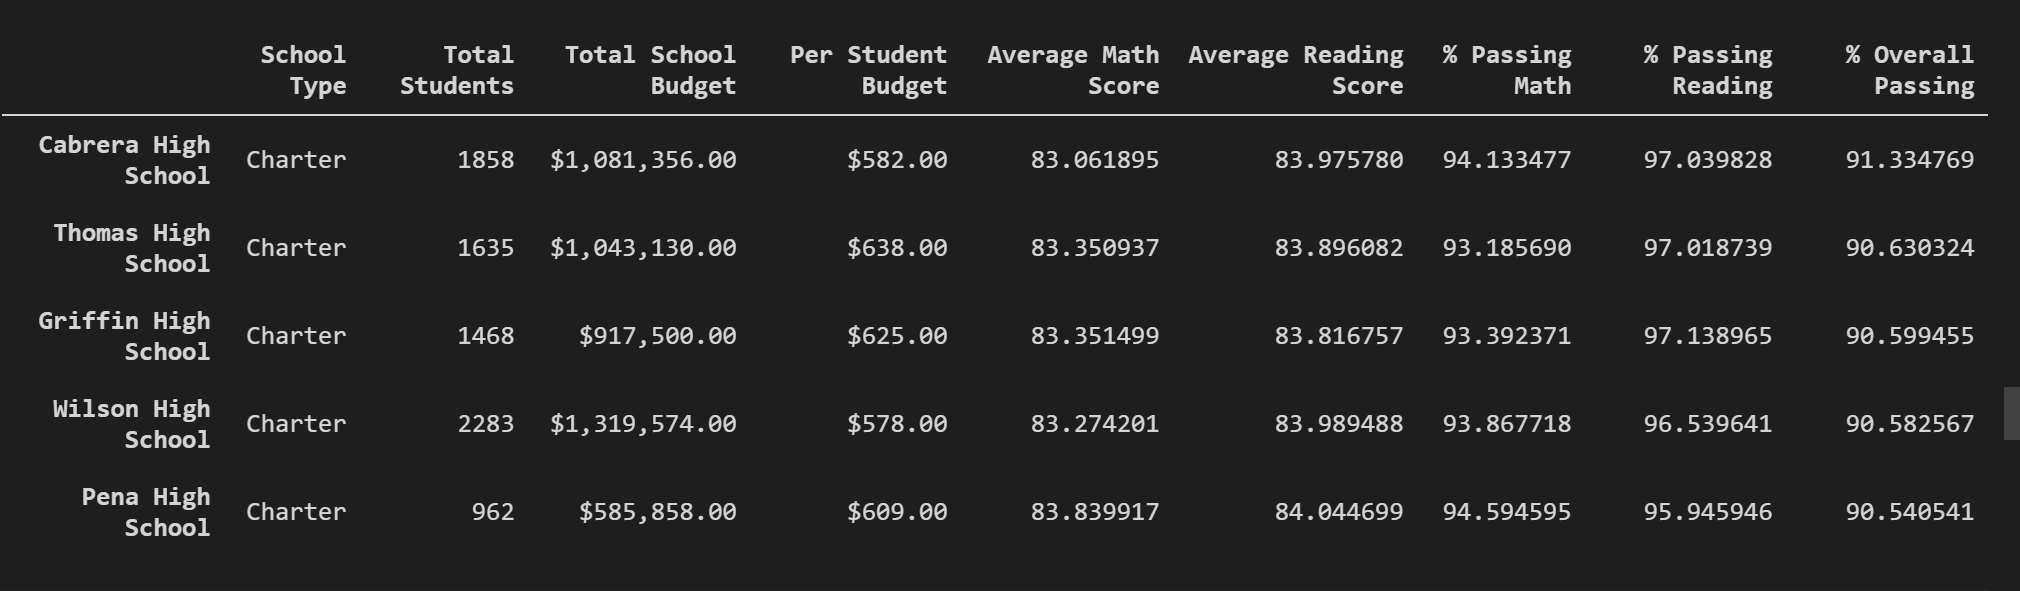 School Total Total School Per Student Average Math Average Reading % Passing % Passing % Overall
Type Students Budget Budget Score Score Math Reading Passing
Cabrera High
School Charter 1858 $1,081,356.00 $582.00 83.061895 83.975780 94.133477 97.039828 91.334769
Thomas High
School Charter 1635 $1,043,130.00 $638.00 83.350937 83.896082 93.185690 97.018739 90.630324
Griffin High
School Charter 1468 $917,500.00 $625.00 83.351499 83.816757 93.392371 97.138965 90.599455
Wilson High
School Charter 2283 $1,319,574.00 $578.00 83.274201 83.989488 93.867718 96.539641 90.582567
Pena High
School Charter 962 $585,858.00 $609.00 83.839917 84.044699 94.594595 95.945946 90.540541